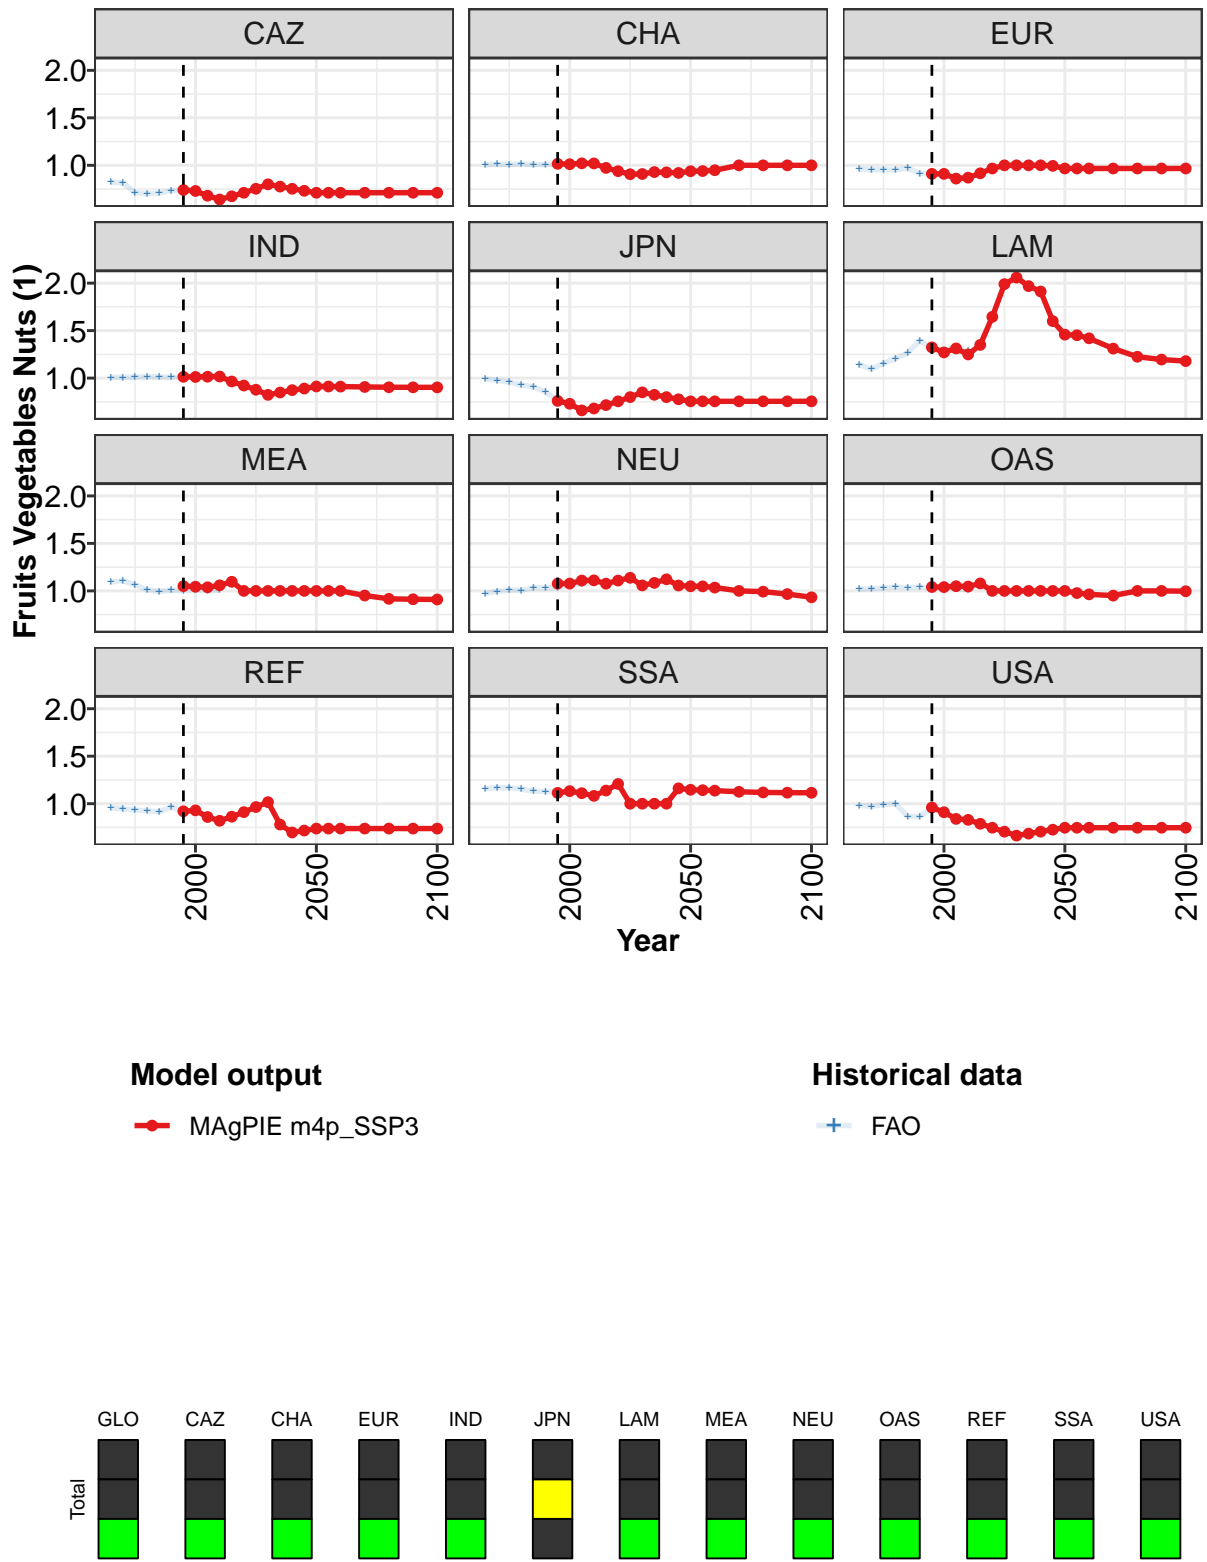 CAZ CHA EUR
2.0
1.5
1.0
IND JPN LAM
2.0
1.5
1.0
MEA NEU OAS
2.0
1.5
1.0
REF SSA USA
2.0
1.5
1.0
Fruits Vegetables Nuts (1)
2000 2050 2100 2000 2050 2100 2000 2050 2100
Year
Model output Historical data
MAgPIE m4p_SSP3 FAO
GLO CAZ CHA EUR IND JPN LAM MEA NEU OAS REF SSA USA
Total